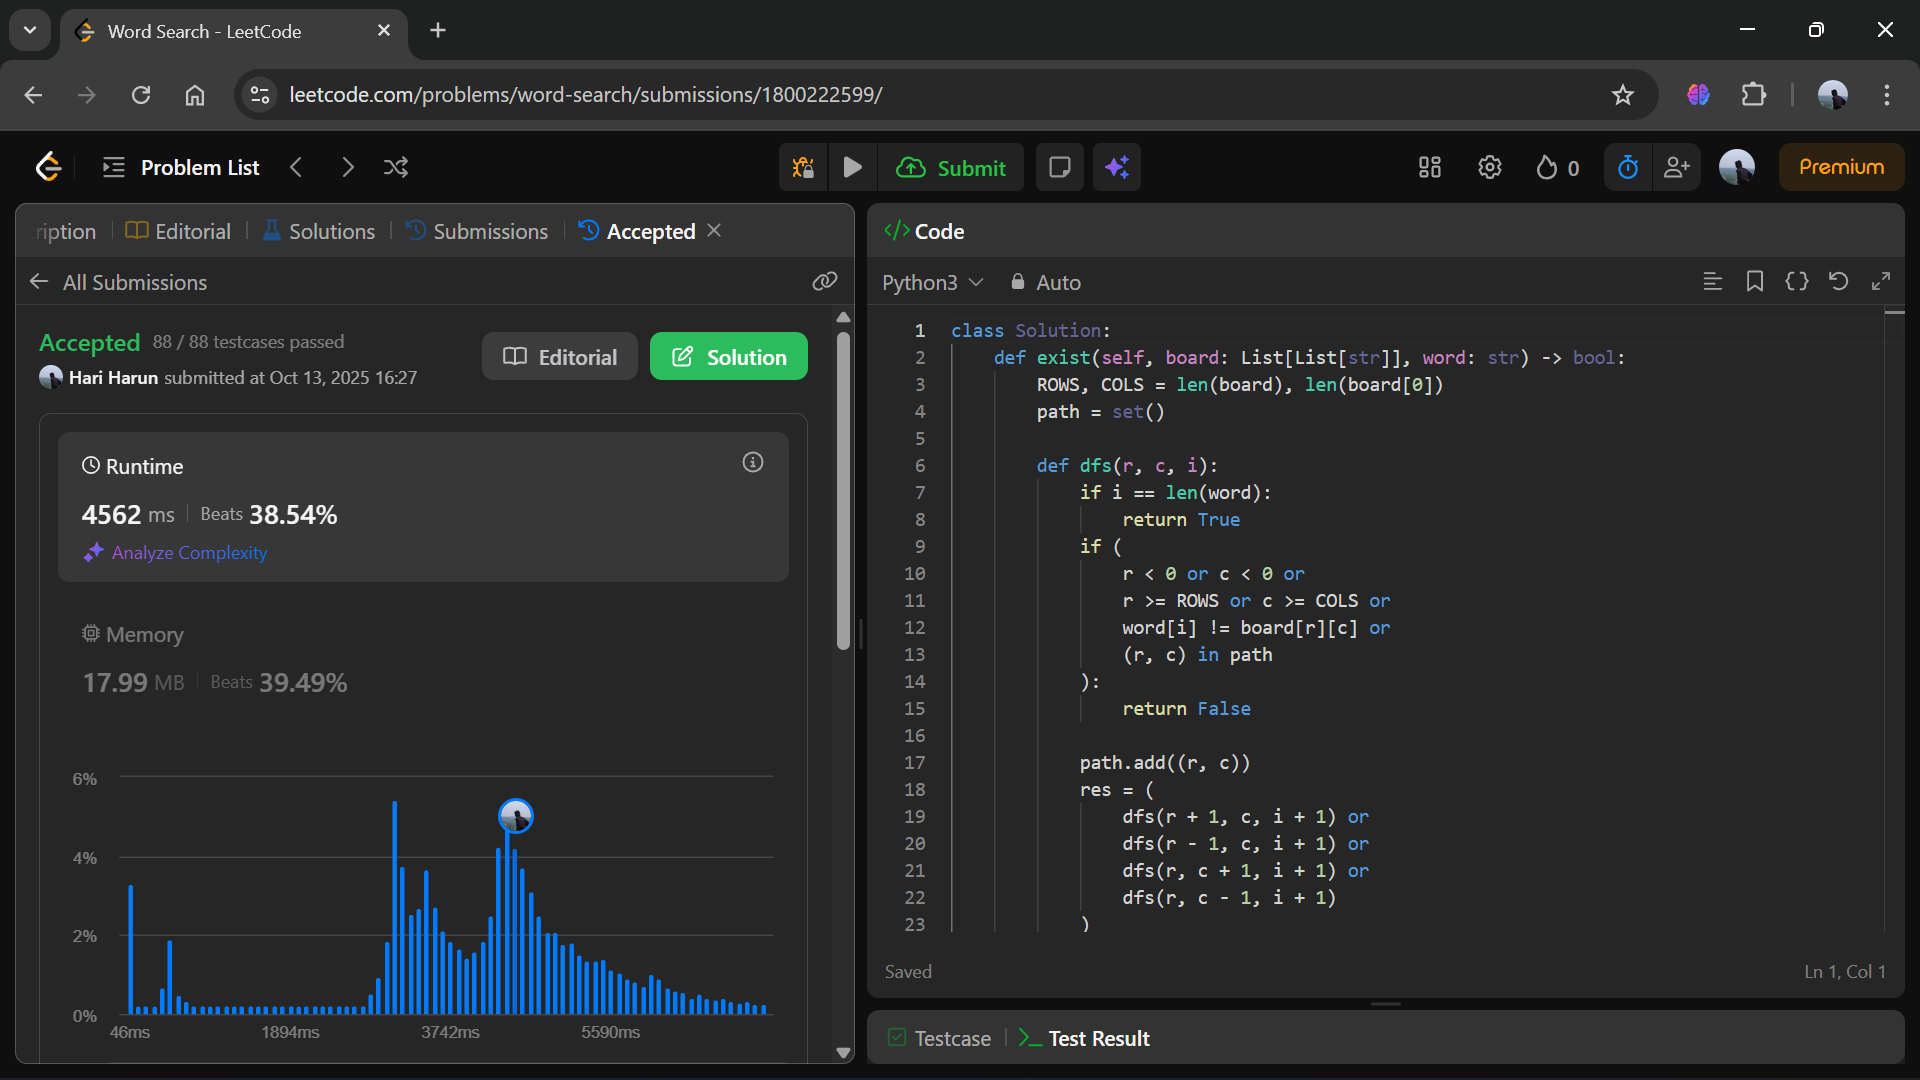 Word Search - LeetCode
leetcode.com/problems/word-search/submissions/1800222599/
Problem List
Submit
0
Premium
ription
Editorial
Solutions
Submissions
Accepted
All Submissions
Accepted 88 / 88 testcases passed
Hari Harun submitted at Oct 13, 2025 16:27
Editorial
Solution
Runtime
4562 ms Beats 38.54%
Analyze Complexity
Memory
17.99 MB Beats 39.49%
6%
4%
2%
0%
46ms 1894ms 3742ms 5590ms
</> Code
Python3 Auto
1 class Solution:
2 def exist(self, board: List[List[str]], word: str) -> bool:
3 ROWS, COLS = len(board), len(board[0])
4 path = set()
5
6 def dfs(r, c, i):
7 if i == len(word):
8 return True
9 if (
10 r < 0 or c < 0 or
11 r >= ROWS or c >= COLS or
12 word[i] != board[r][c] or
13 (r, c) in path
14 ):
15 return False
16
17 path.add((r, c))
18 res = (
19 dfs(r + 1, c, i + 1) or
20 dfs(r - 1, c, i + 1) or
21 dfs(r, c + 1, i + 1) or
22 dfs(r, c - 1, i + 1)
23 )
Saved
Ln 1, Col 1
Testcase
Test Result